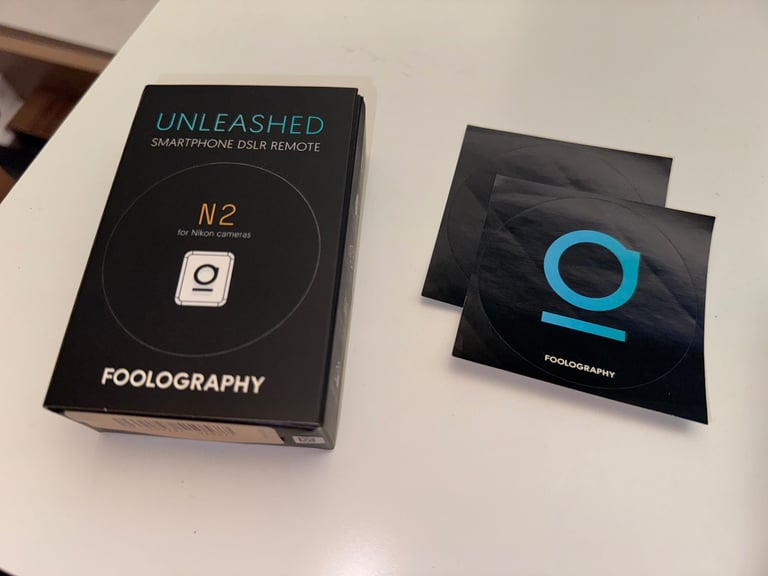 UNLEASHED
SMARTPHONE DSLR REMOTE
N2
for Nikon cameras
FOOLOGRAPHY
FOOLOGRAPHY